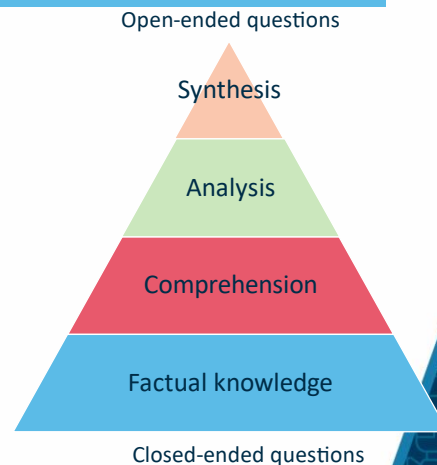 Open-ended questions
Synthesis
Analysis
Comprehension
Factual knowledge
Closed-ended questions